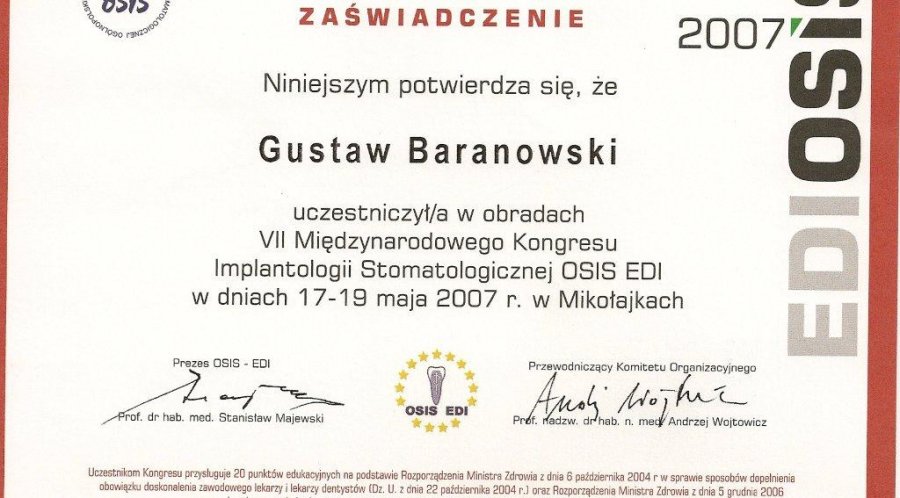 OSIS
STOMATOLOGICZNEJ OGÓLNOPOLSKI
ZAŚWIADCZENIE
2007
EDIOSIS
Niniejszym potwierdza się, że
Gustaw Baranowski
uczestniczył/a w obradach
VII Międzynarodowego Kongresu
Implantologii Stomatologicznej OSIS EDI
w dniach 17-19 maja 2007 r. w Mikołajkach
Prezes OSIS - EDI
Prof. dr hab. med. Stanisław Majewski
OSIS EDI
Przewodniczący Komitetu Organizacyjnego
Prof. nadzw. dr hab. n. med. Andrzej Wojtowicz
Uczestnikom Kongresu przysługuje 20 punktów edukacyjnych na podstawie Rozporządzenia Ministra Zdrowia z dnia 6 października 2004 r w sprawie sposobów dopełnienia
obowiązku doskonalenia zawodowego lekarzy i lekarzy dentystów (Dz. U. z dnia 22 października 2004 r.) oraz Rozporządzenia Ministra Zdrowia z dnia 5 grudnia 2006